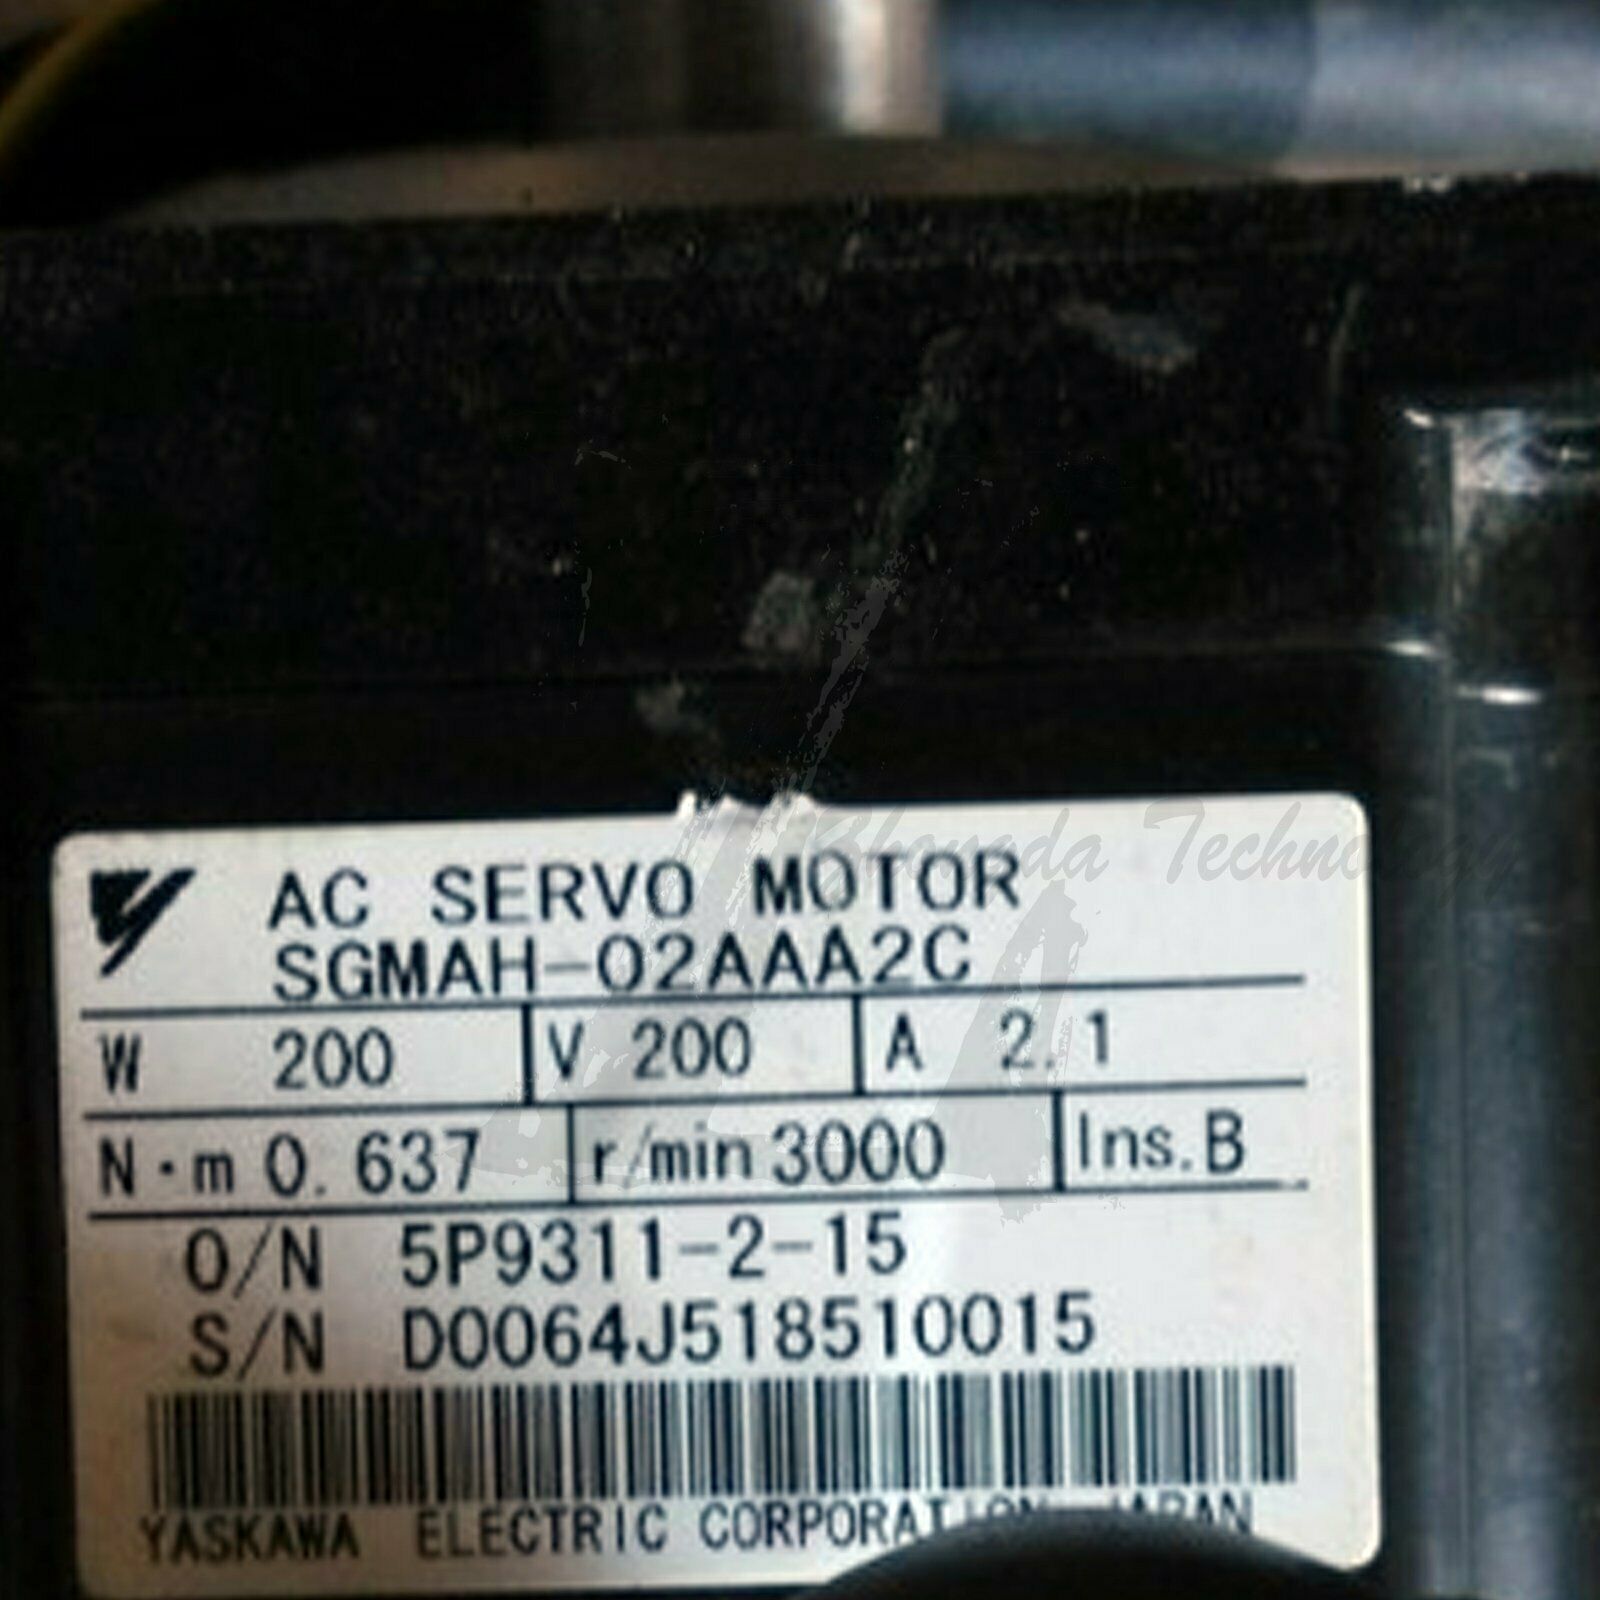 AC SERVO MOTOR
SGMAH-02AAA2C
W 200 V 200 A 2.1
N·m 0.637 r/min 3000 Ins.B
O/N 5P9311-2-15
S/N D0064J518510015
YASKAWA ELECTRIC CORPORATION JAPAN
Technology